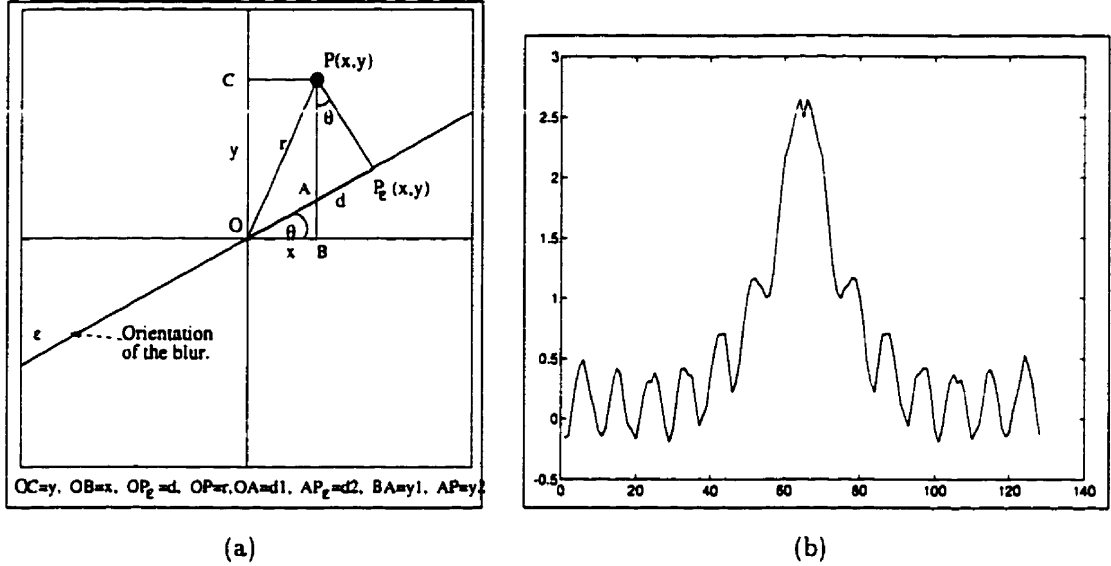 P(x,y)
C
θ
y
r
A
P_ε (x,y)
d
O
θ
x
B
ε
Orientation
of the blur.
OC=y, OB=x, OP_ε=d, OP=r,OA=d1, AP_ε=d2, BA=y1, AP=y2
(a)
3
2.5
2
1.5
1
0.5
0
-0.5
0 20 40 60 80 100 120 140
(b)